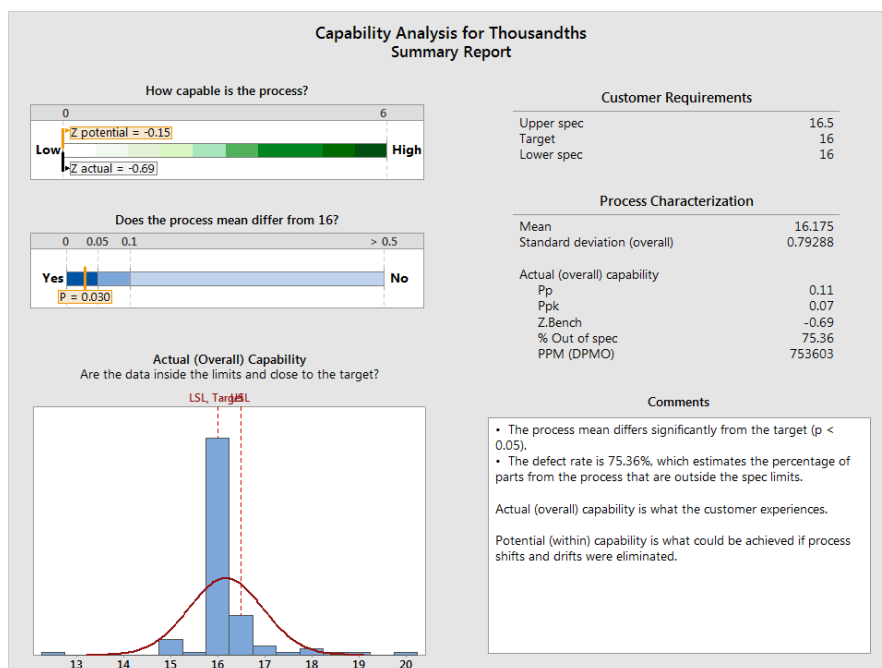 Capability Analysis for Thousandths
Summary Report
How capable is the process?
0 6
Z potential = -0.15
Low High
Z actual = -0.69
Does the process mean differ from 16?
0 0.05 0.1 > 0.5
Yes No
P = 0.030
Actual (Overall) Capability
Are the data inside the limits and close to the target?
LSL, Target USL
13 14 15 16 17 18 19 20
Customer Requirements
Upper spec 16.5
Target 16
Lower spec 16
Process Characterization
Mean 16.175
Standard deviation (overall) 0.79288
Actual (overall) capability
Pp 0.11
Ppk 0.07
Z.Bench -0.69
% Out of spec 75.36
PPM (DPMO) 753603
Comments
• The process mean differs significantly from the target (p <
0.05).
• The defect rate is 75.36%, which estimates the percentage of
parts from the process that are outside the spec limits.
Actual (overall) capability is what the customer experiences.
Potential (within) capability is what could be achieved if process
shifts and drifts were eliminated.